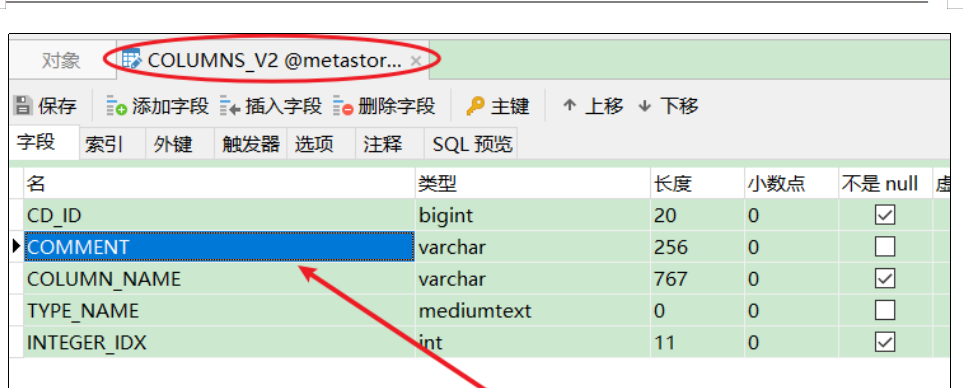 对象 COLUMNS_V2 @metastor... ×
保存 添加字段 插入字段 删除字段 主键 上移 下移
字段 索引 外键 触发器 选项 注释 SQL 预览
名 类型 长度 小数点 不是 null
CD_ID bigint 20 0
COMMENT varchar 256 0
COLUMN_NAME varchar 767 0
TYPE_NAME mediumtext 0 0
INTEGER_IDX int 11 0